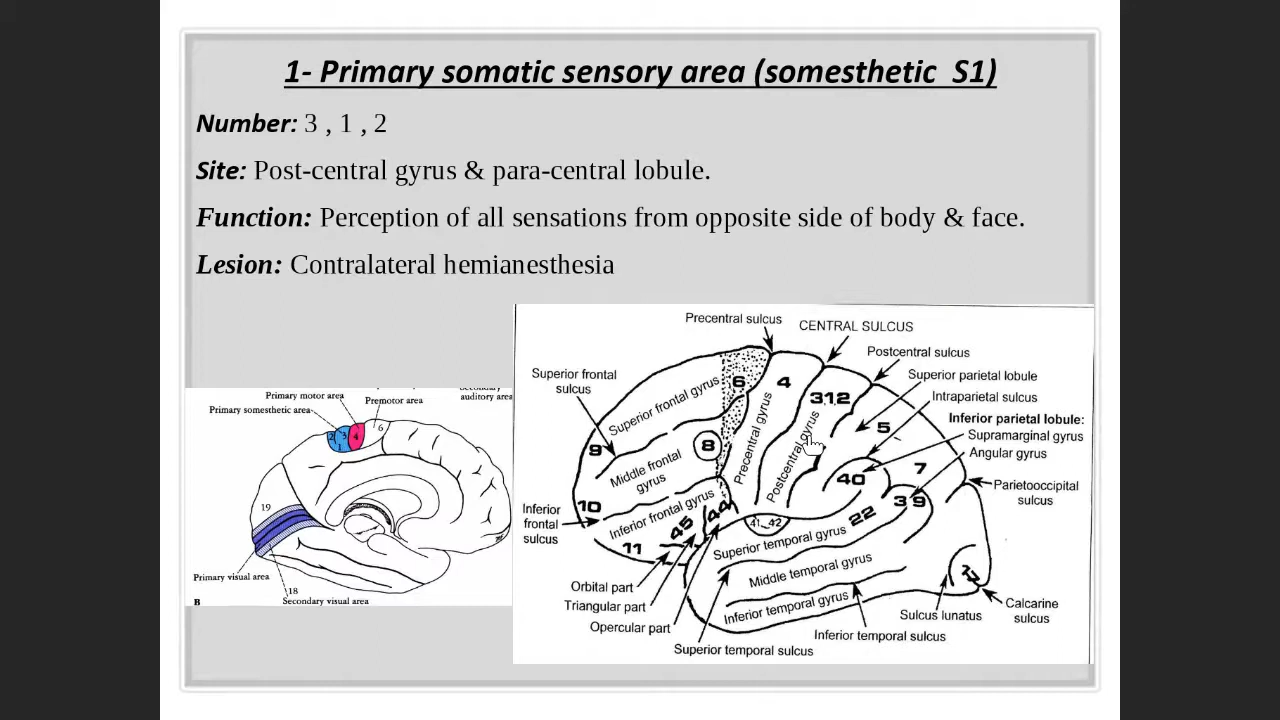 1- Primary somatic sensory area (somesthetic S1)
Number: 3 , 1 , 2
Site: Post-central gyrus & para-central lobule.
Function: Perception of all sensations from opposite side of body & face.
Lesion: Contralateral hemianesthesia
auditory area
Primary motor area
Premotor area
Primary somesthetic area
2
3
1
4
6
19
Primary visual area
18
Secondary visual area
B
Precentral sulcus
CENTRAL SULCUS
Postcentral sulcus
Superior parietal lobule
Intraparietal sulcus
Inferior parietal lobule:
Supramarginal gyrus
Angular gyrus
Parietooccipital
sulcus
Superior frontal
sulcus
Superior frontal gyrus
6
4
312
5
7
8
9
Middle frontal
gyrus
Precentral gyrus
Postcentral gyrus
40
39
10
Inferior
frontal
sulcus
Inferior frontal gyrus
45
44
11
41
42
22
Superior temporal gyrus
Middle temporal gyrus
Inferior temporal gyrus
Orbital part
Triangular part
Opercular part
Superior temporal sulcus
Inferior temporal sulcus
Sulcus lunatus
Calcarine
sulcus